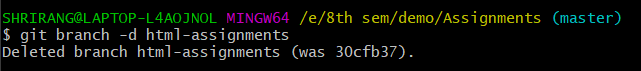 SHRIRANG@LAPTOP-L4AOJNOL MINGW64 /e/8th sem/demo/Assignments (master)
$ git branch -d html-assignments
Deleted branch html-assignments (was 30cfb37).